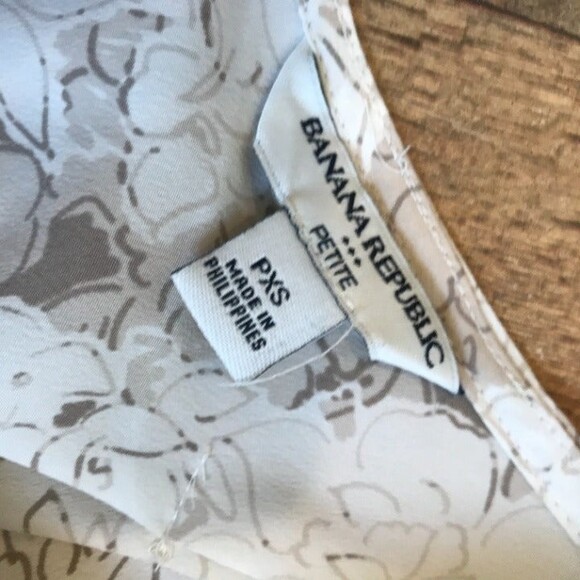 BANANA REPUBLIC
PETITE
PXS
MADE IN
PHILIPPINES